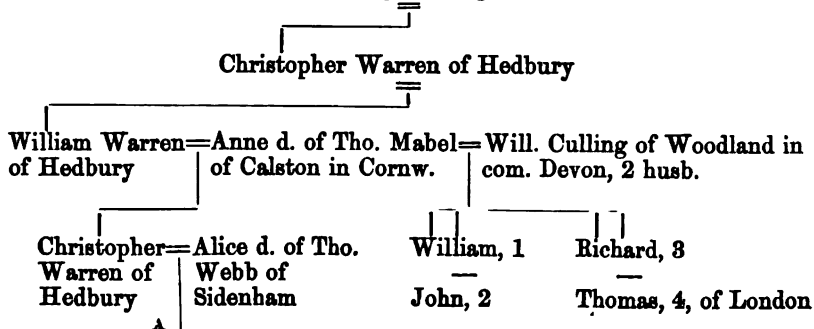 Christopher Warren of Hedbury
William Warren=Anne d. of Tho. Mabel=Will. Culling of Woodland in
of Hedbury of Calston in Cornw. com. Devon, 2 husb.
Christopher=Alice d. of Tho. William, 1 Richard, 3
Warren of Webb of
Hedbury Sidenham John, 2 Thomas, 4, of London